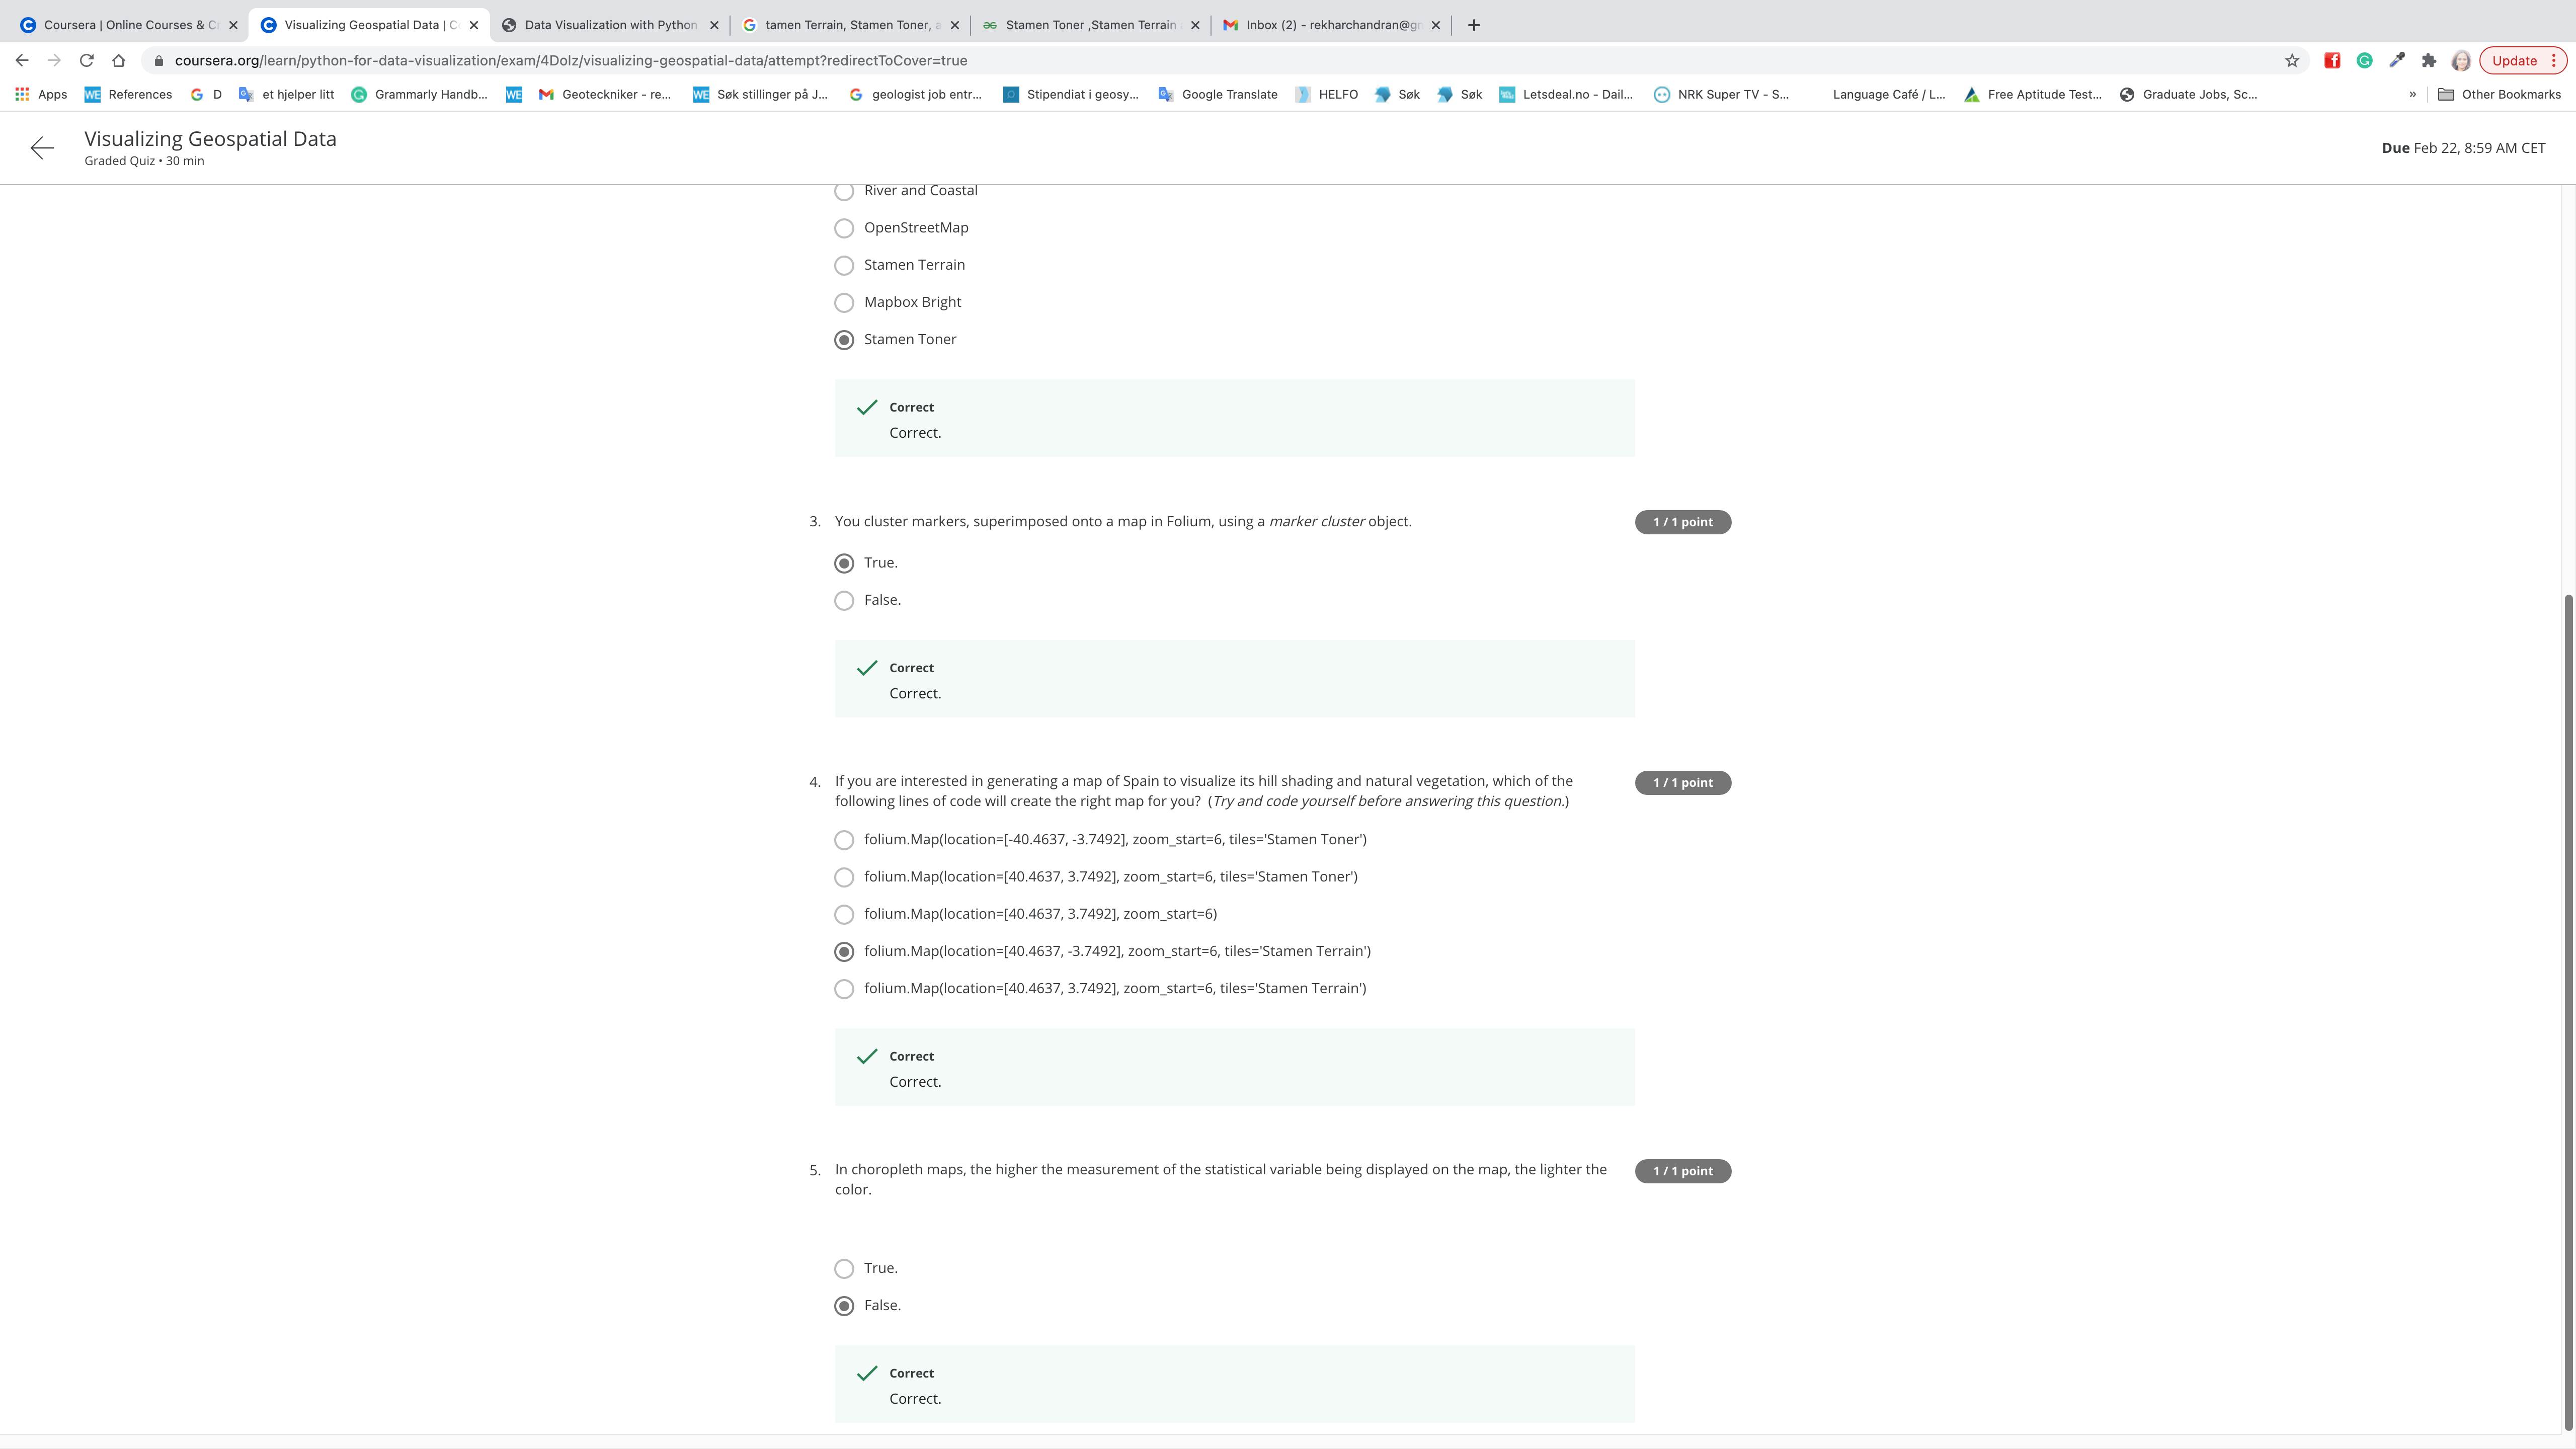 Coursera | Online Courses & Cr
Visualizing Geospatial Data | Co
Data Visualization with Python
tamen Terrain, Stamen Toner, a
Stamen Toner ,Stamen Terrain
Inbox (2) - rekharchandran@gm
coursera.org/learn/python-for-data-visualization/exam/4Dolz/visualizing-geospatial-data/attempt?redirectToCover=true
Update
Apps
References
D
et hjelper litt
Grammarly Handb...
Geoteckniker - re...
Søk stillinger på J...
geologist job entr...
Stipendiat i geosy...
Google Translate
HELFO
Søk
Søk
Letsdeal.no - Dail...
NRK Super TV - S...
Language Café / L...
Free Aptitude Test...
Graduate Jobs, Sc...
»
Other Bookmarks
Visualizing Geospatial Data
Graded Quiz • 30 min
Due Feb 22, 8:59 AM CET
River and Coastal
OpenStreetMap
Stamen Terrain
Mapbox Bright
Stamen Toner
Correct
Correct.
3. You cluster markers, superimposed onto a map in Folium, using a marker cluster object.
1 / 1 point
True.
False.
Correct
Correct.
4. If you are interested in generating a map of Spain to visualize its hill shading and natural vegetation, which of the
following lines of code will create the right map for you? (Try and code yourself before answering this question.)
1 / 1 point
folium.Map(location=[-40.4637, -3.7492], zoom_start=6, tiles='Stamen Toner')
folium.Map(location=[40.4637, 3.7492], zoom_start=6, tiles='Stamen Toner')
folium.Map(location=[40.4637, 3.7492], zoom_start=6)
folium.Map(location=[40.4637, -3.7492], zoom_start=6, tiles='Stamen Terrain')
folium.Map(location=[40.4637, 3.7492], zoom_start=6, tiles='Stamen Terrain')
Correct
Correct.
5. In choropleth maps, the higher the measurement of the statistical variable being displayed on the map, the lighter the
color.
1 / 1 point
True.
False.
Correct
Correct.